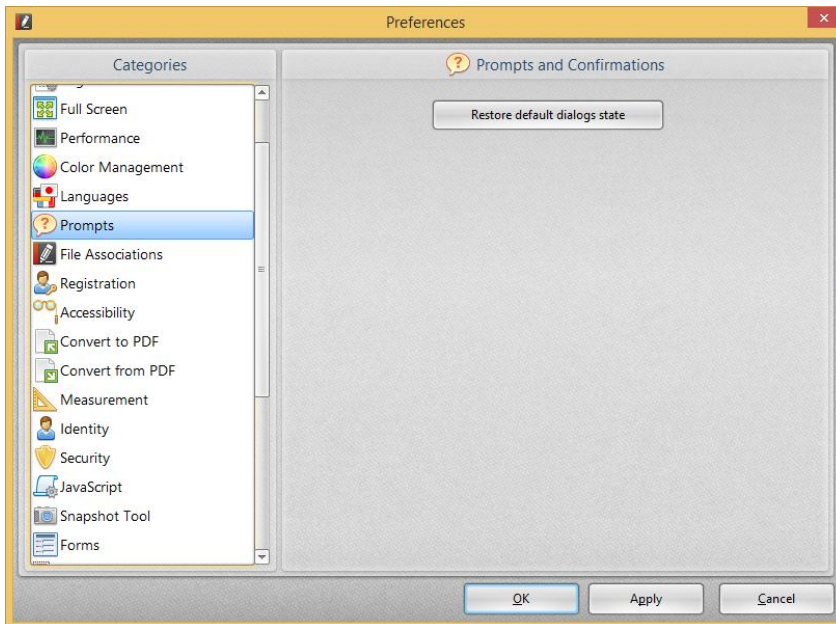 Preferences
Categories
Full Screen
Performance
Color Management
Languages
Prompts
File Associations
Registration
Accessibility
Convert to PDF
Convert from PDF
Measurement
Identity
Security
JavaScript
Snapshot Tool
Forms
Prompts and Confirmations
Restore default dialogs state
OK
Apply
Cancel